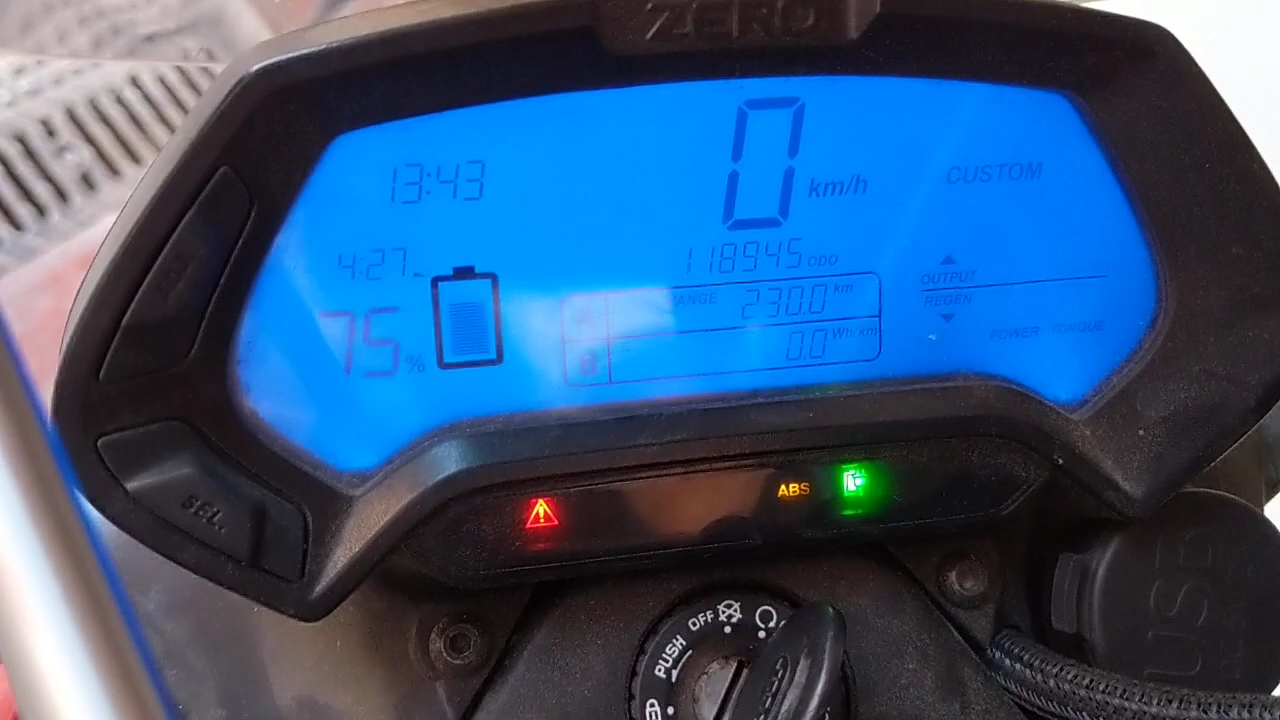 ZERO
13:43
0 km/h
CUSTOM
4:27
118945 ODO
75%
RANGE 230.0 km
0.0 Wh/km
OUTPUT
REGEN
POWER TORQUE
SEL.
ABS
PUSH OFF
USB